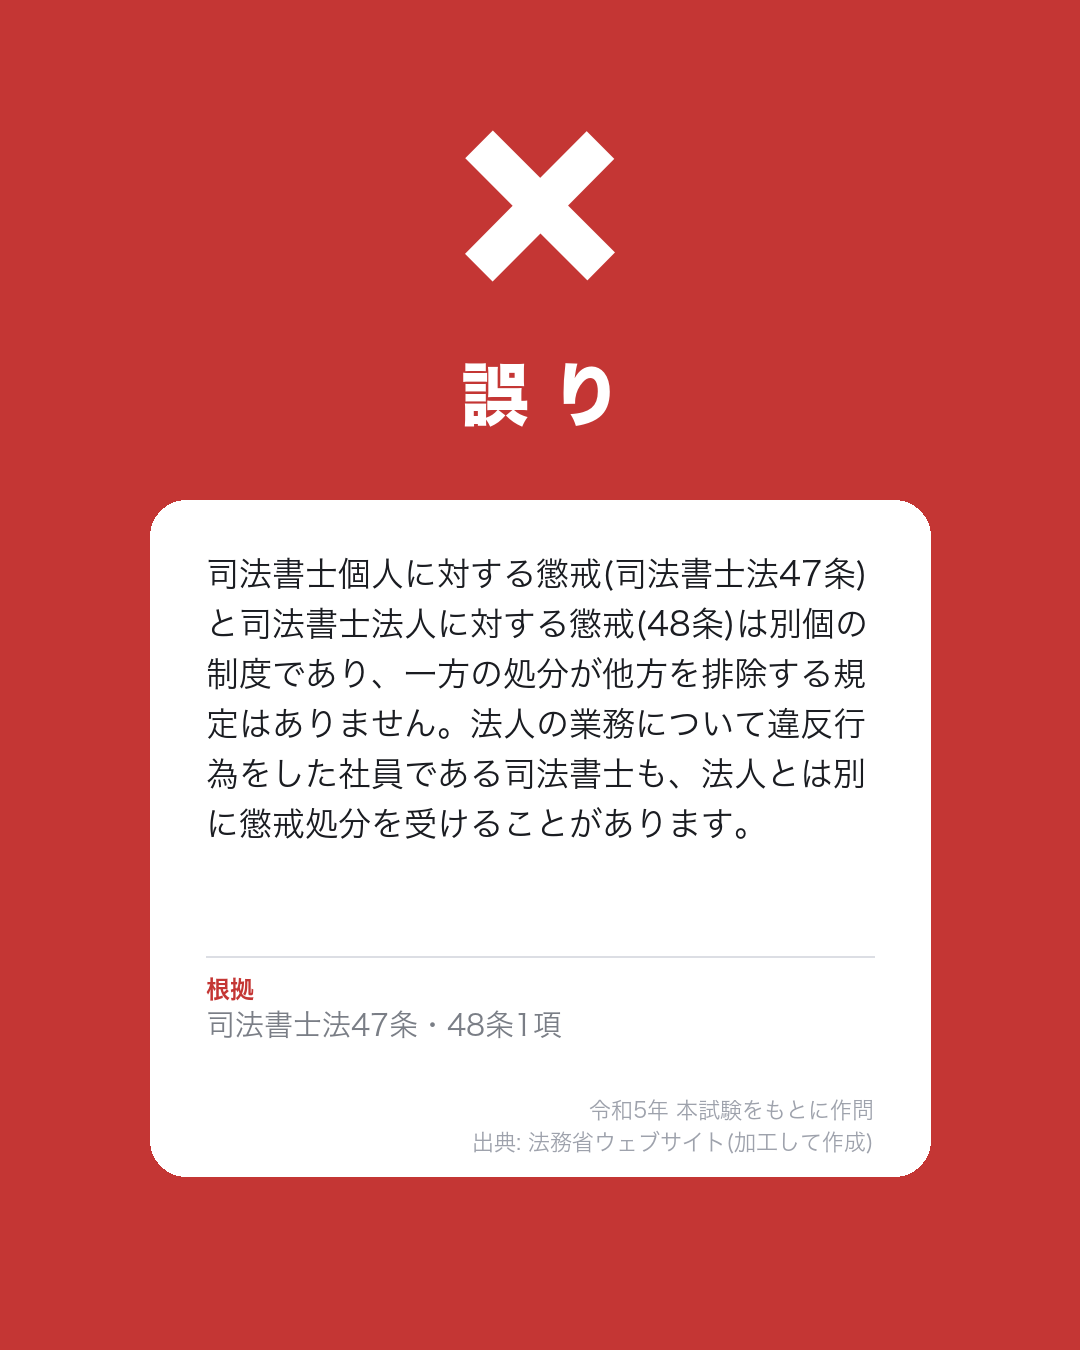 誤り
司法書士個人に対する懲戒(司法書士法47条)
と司法書士法人に対する懲戒(48条)は別個の
制度であり、一方の処分が他方を排除する規
定はありません。法人の業務について違反行
為をした社員である司法書士も、法人とは別
に懲戒処分を受けることがあります。
根拠
司法書士法47条・48条1項
令和5年 本試験をもとに作問
出典: 法務省ウェブサイト(加工して作成)